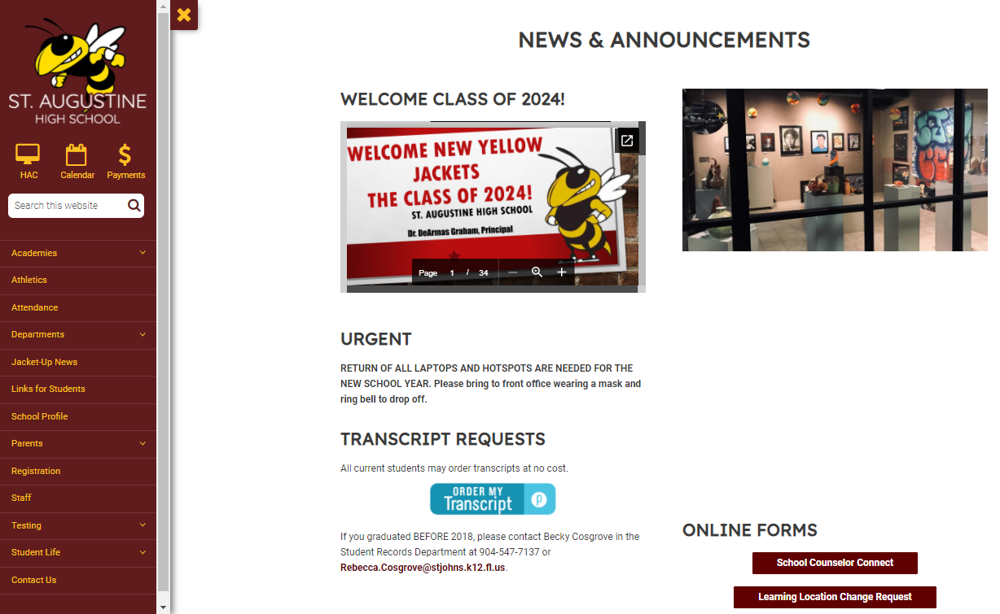 ST. AUGUSTINE
HIGH SCHOOL
HAC
Calendar
Payments
Search this website
Academies
Athletics
Attendance
Departments
Jacket-Up News
Links for Students
School Profile
Parents
Registration
Staff
Testing
Student Life
Contact Us
NEWS & ANNOUNCEMENTS
WELCOME CLASS OF 2024!
WELCOME NEW YELLOW
JACKETS
THE CLASS OF 2024!
ST. AUGUSTINE HIGH SCHOOL
Dr. DeArmas Graham, Principal
Page 1 / 34
URGENT
RETURN OF ALL LAPTOPS AND HOTSPOTS ARE NEEDED FOR THE
NEW SCHOOL YEAR. Please bring to front office wearing a mask and
ring bell to drop off.
TRANSCRIPT REQUESTS
All current students may order transcripts at no cost.
ORDER MY
Transcript
p
If you graduated BEFORE 2018, please contact Becky Cosgrove in the
Student Records Department at 904-547-7137 or
Rebecca.Cosgrove@stjohns.k12.fl.us.
ONLINE FORMS
School Counselor Connect
Learning Location Change Request